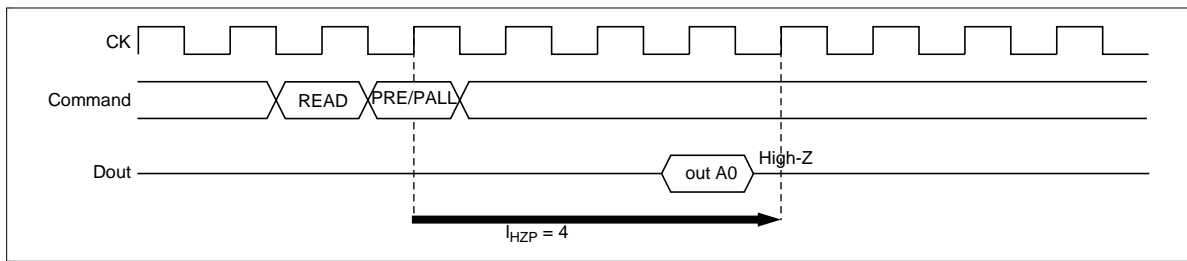 CK
Command
READ
PRE/PALL
Dout
out A0
High-Z
lHZP = 4